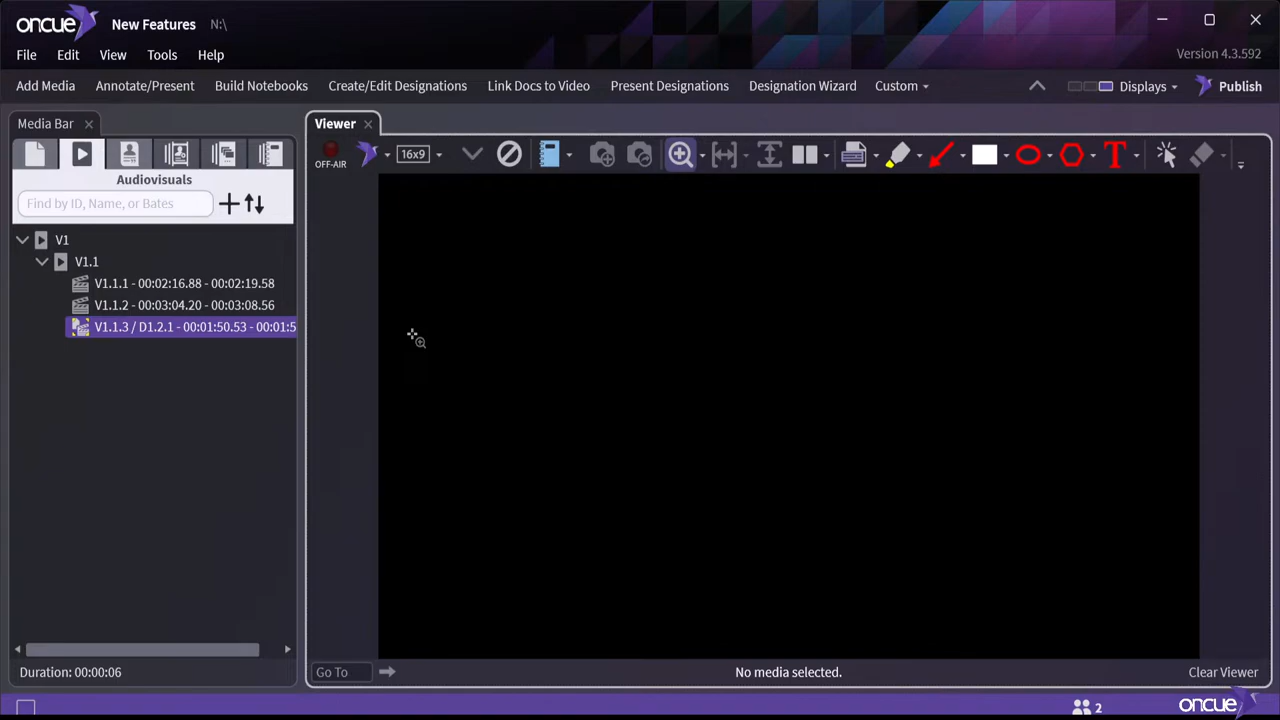 oncue New Features N:\
File Edit View Tools Help
Version 4.3.592
Add Media Annotate/Present Build Notebooks Create/Edit Designations Link Docs to Video Present Designations Designation Wizard Custom Displays Publish
Media Bar
Viewer
OFF-AIR 16x9 T
Audiovisuals
Find by ID, Name, or Bates
V1
V1.1
V1.1.1 - 00:02:16.88 - 00:02:19.58
V1.1.2 - 00:03:04.20 - 00:03:08.56
V1.1.3 / D1.2.1 - 00:01:50.53 - 00:01:5
Duration: 00:00:06
Go To No media selected. Clear Viewer
2 oncue